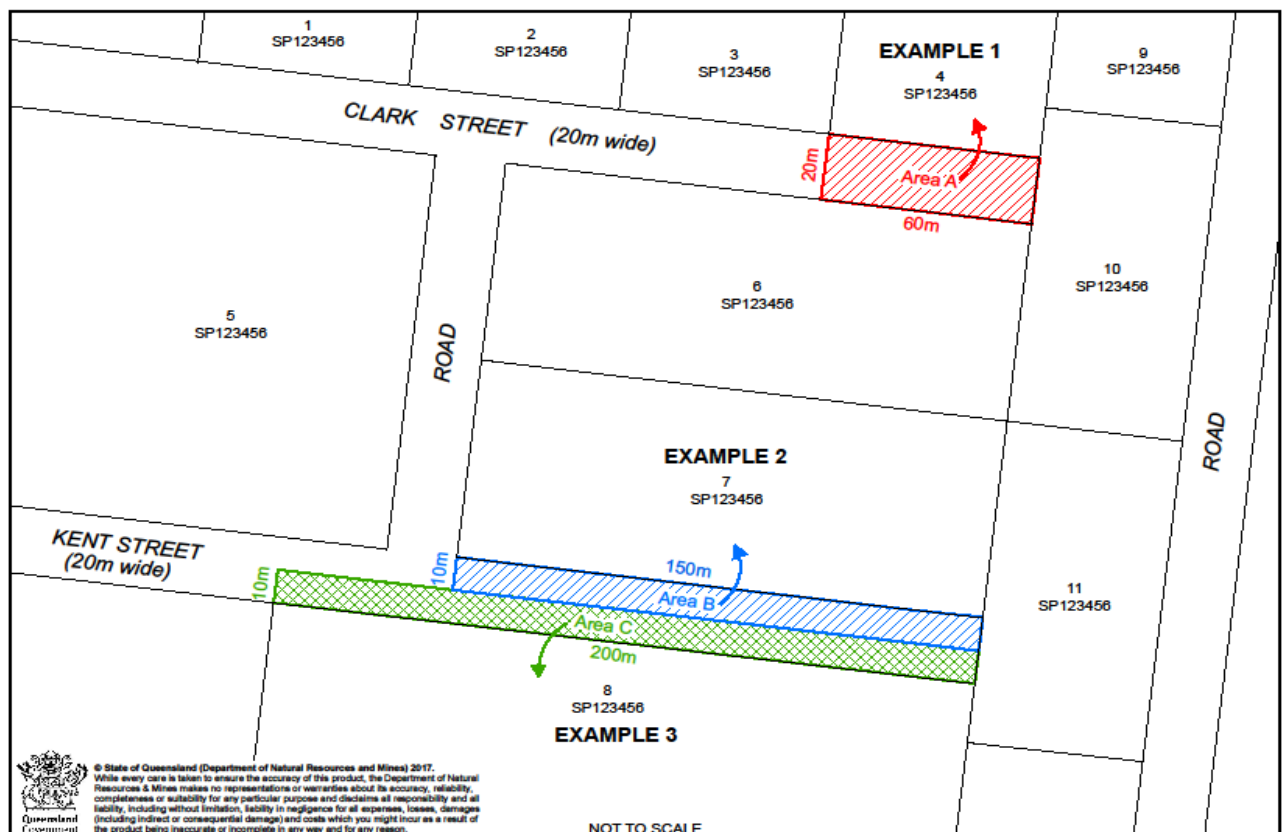 1
SP123456
2
SP123456
3
SP123456
EXAMPLE 1
4
SP123456
9
SP123456
CLARK STREET (20m wide)
20m
Area A
60m
10
SP123456
6
SP123456
5
SP123456
ROAD
ROAD
EXAMPLE 2
7
SP123456
KENT STREET
(20m wide)
10m
10m
150m
Area B
11
SP123456
Area C
200m
8
SP123456
EXAMPLE 3
© State of Queensland (Department of Natural Resources and Mines) 2017.
While every care is taken to ensure the accuracy of this product, the Department of Natural
Resources & Mines makes no representations or warranties about its accuracy, reliability,
completeness or suitability for any particular purpose and disclaims all responsibility and all
liability, including without limitation, liability in negligence for all expenses, losses, damages
(including indirect or consequential damage) and costs which you might incur as a result of
the product being inaccurate or incomplete in any way and for any reason.
Queensland
Government
NOT TO SCALE